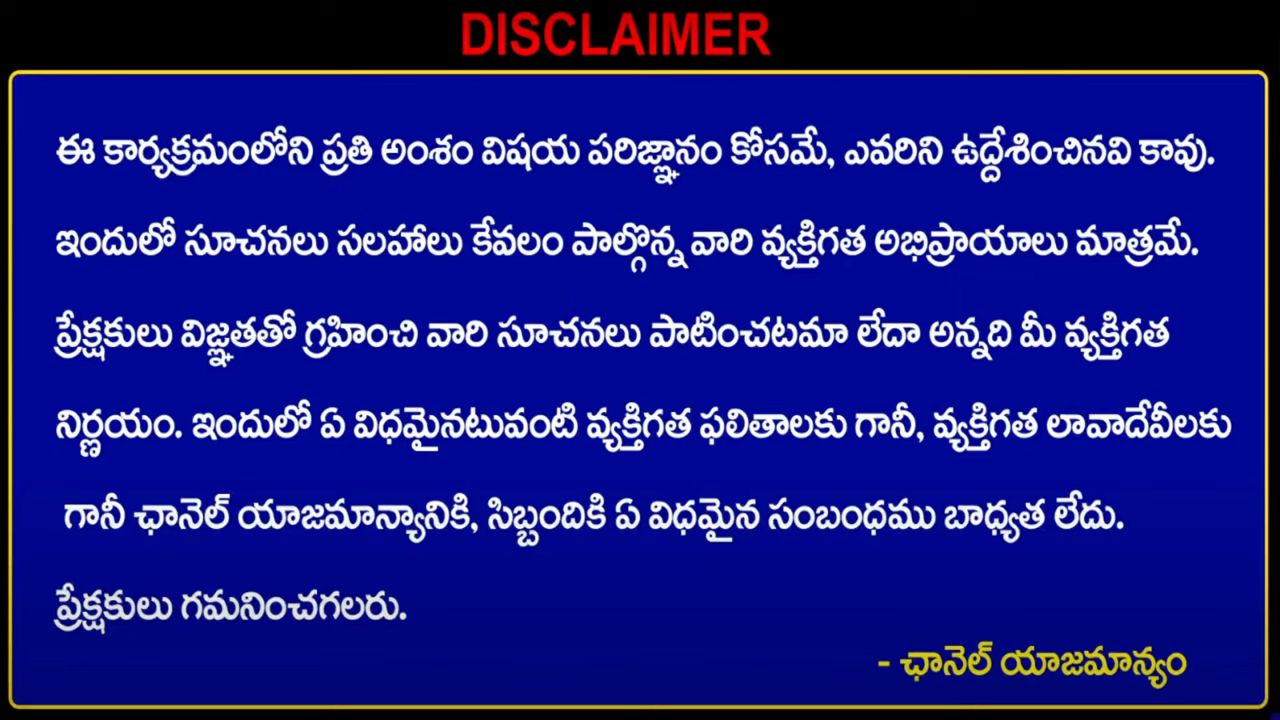 DISCLAIMER
ఈ కార్యక్రమంలోని ప్రతి అంశం విషయ పరిజ్ఞానం కోసమే, ఎవరిని ఉద్దేశించినవి కావు.
ఇందులో సూచనలు సలహాలు కేవలం పాల్గొన్న వారి వ్యక్తిగత అభిప్రాయాలు మాత్రమే.
ప్రేక్షకులు విజ్ఞతతో గ్రహించి వారి సూచనలు పాటించటమా లేదా అన్నది మీ వ్యక్తిగత
నిర్ణయం. ఇందులో ఏ విధమైనటువంటి వ్యక్తిగత ఫలితాలకు గానీ, వ్యక్తిగత లావాదేవీలకు
గానీ ఛానెల్ యాజమాన్యానికి, సిబ్బందికి ఏ విధమైన సంబంధము బాధ్యత లేదు.
ప్రేక్షకులు గమనించగలరు.
- ఛానెల్ యాజమాన్యం